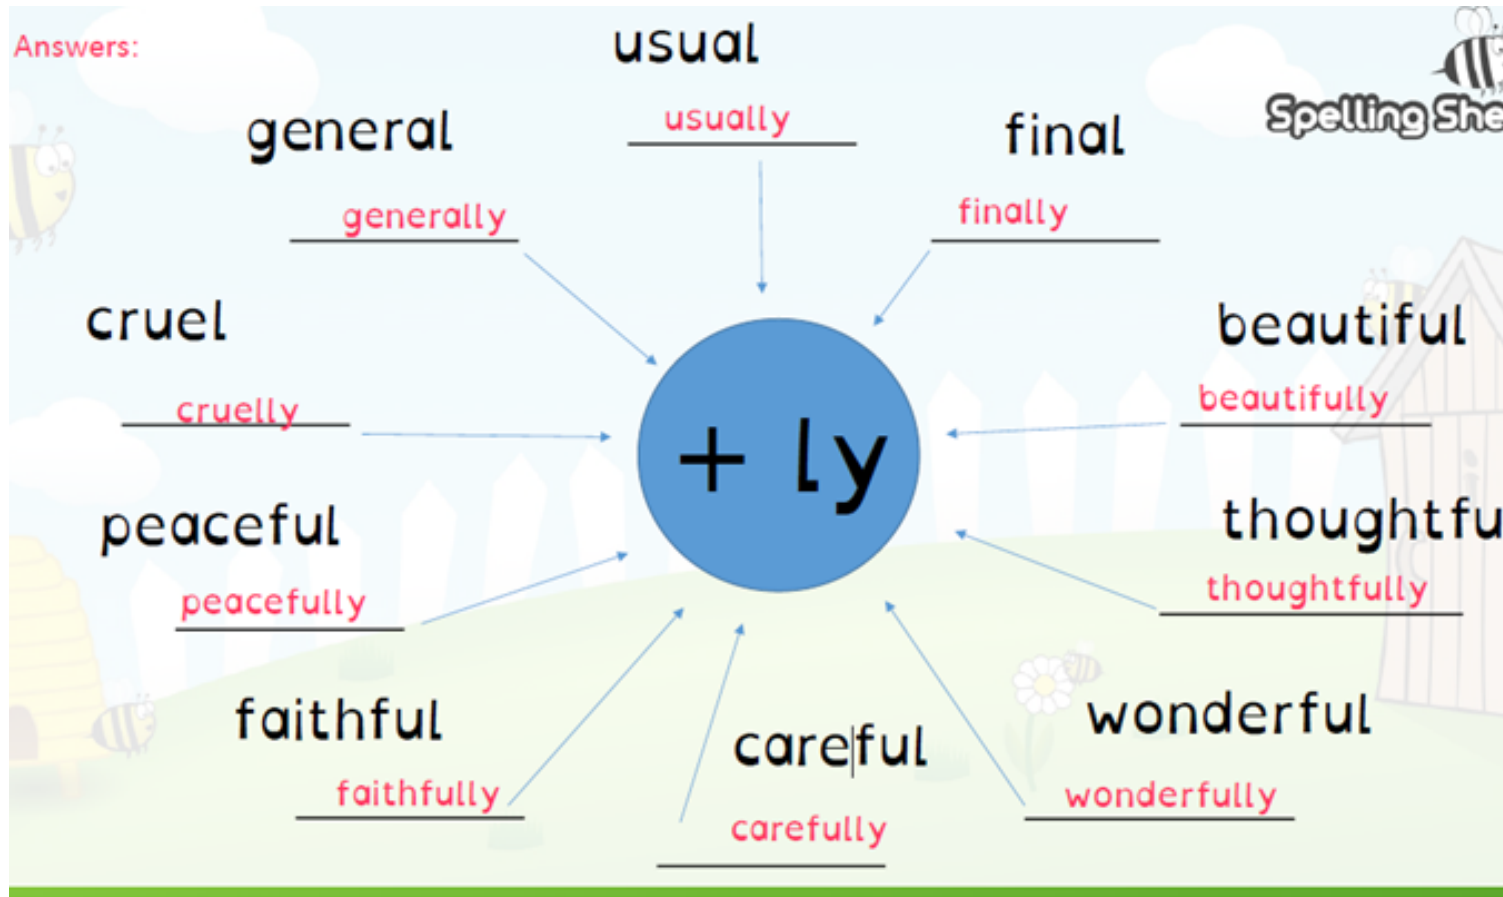 Answers:
usual
usually
Spelling She
general
generally
final
finally
cruel
cruelly
beautiful
beautifully
+ ly
peaceful
peacefully
thoughtfu
thoughtfully
faithful
faithfully
careful
carefully
wonderful
wonderfully